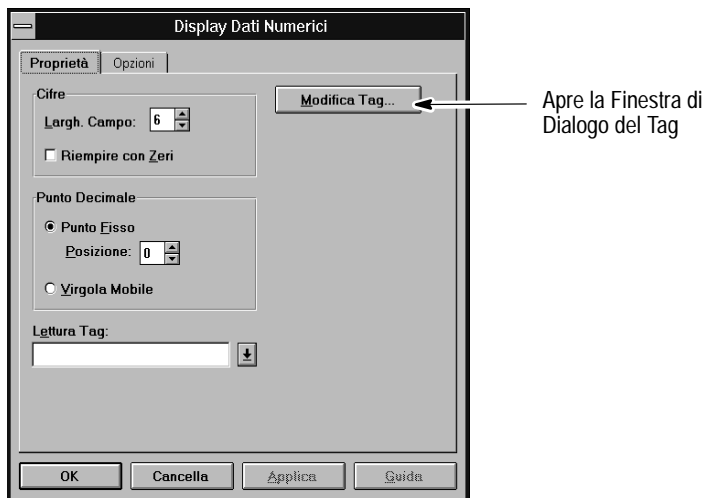 Display Dati Numerici
Proprietà Opzioni
Cifre
Largh. Campo: 6
Riempire con Zeri
Modifica Tag...
Apre la Finestra di
Dialogo del Tag
Punto Decimale
Punto Fisso
Posizione: 0
Virgola Mobile
Lettura Tag:
OK Cancella Applica Guida